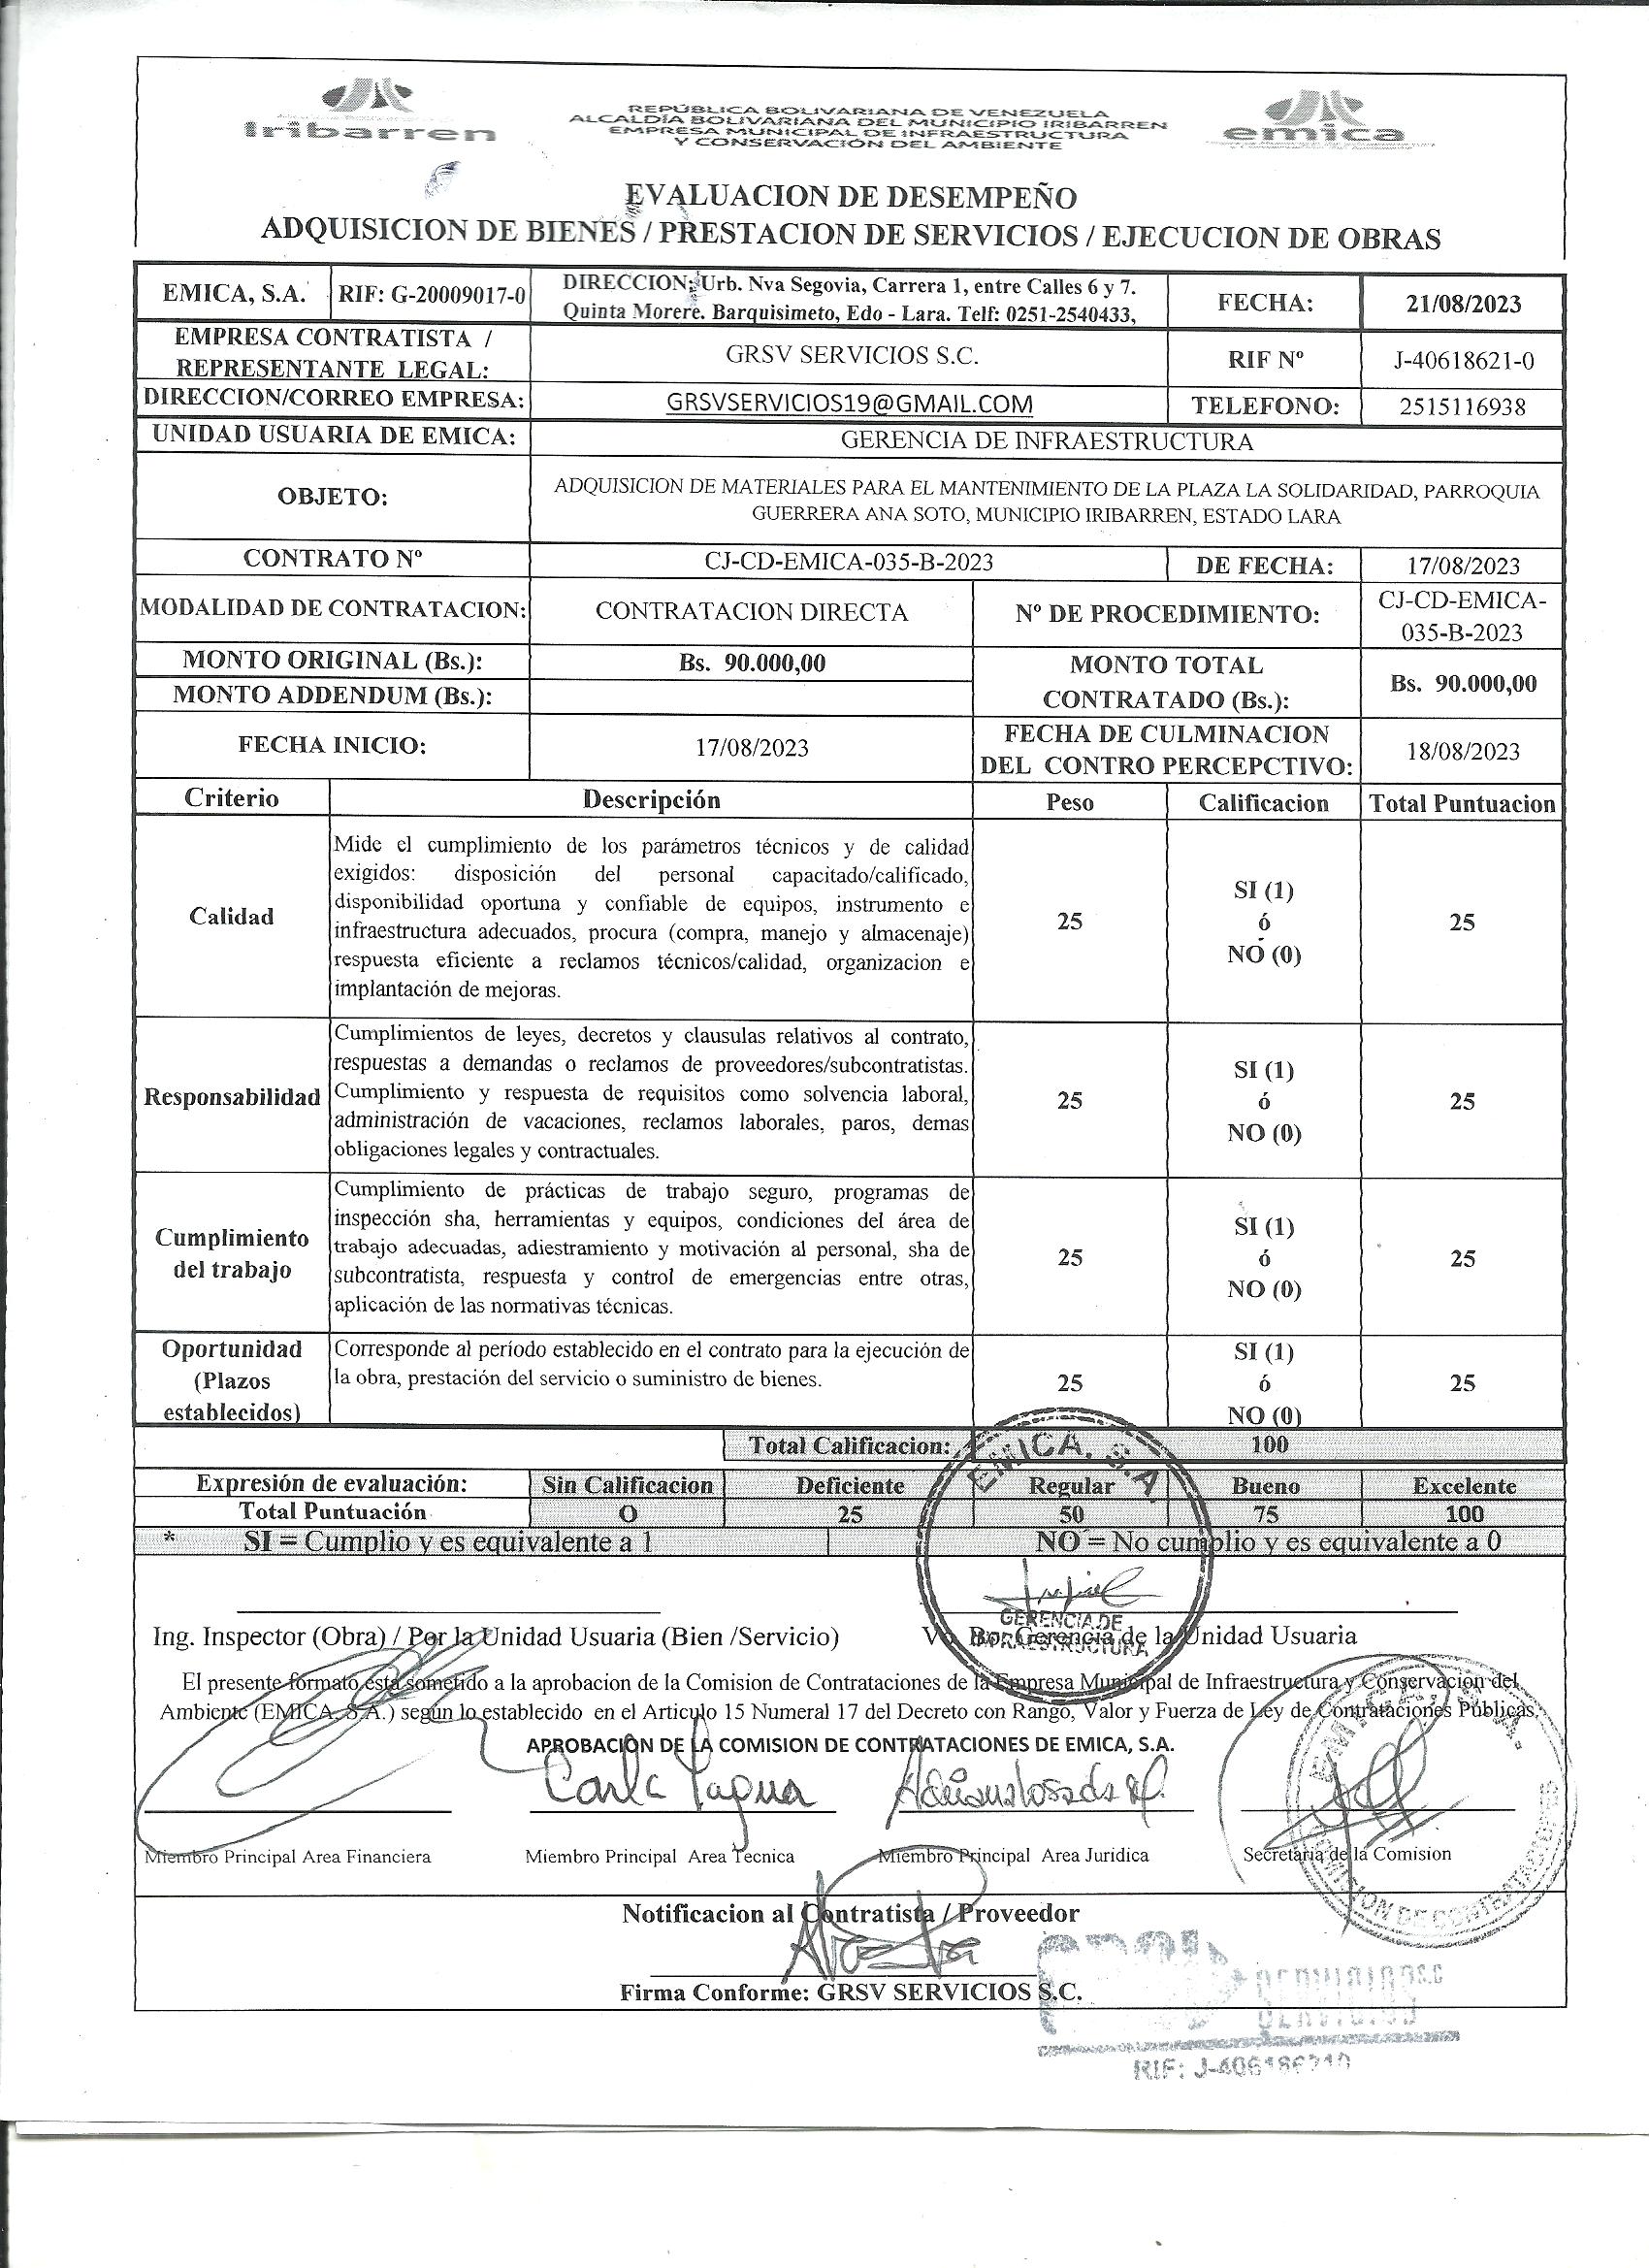 Iribarren
REPÚBLICA BOLIVARIANA DE VENEZUELA
ALCALDÍA BOLIVARIANA DEL MUNICIPIO IRIBARREN
EMPRESA MUNICIPAL DE INFRAESTRUCTURA
Y CONSERVACIÓN DEL AMBIENTE
emica
EVALUACION DE DESEMPEÑO
ADQUISICION DE BIENES / PRESTACION DE SERVICIOS / EJECUCION DE OBRAS
EMICA, S.A. RIF: G-20009017-0 DIRECCION: Urb. Nva Segovia, Carrera 1, entre Calles 6 y 7.
Quinta Morere. Barquisimeto, Edo - Lara. Telf: 0251-2540433,
FECHA: 21/08/2023
EMPRESA CONTRATISTA /
REPRESENTANTE LEGAL:
GRSV SERVICIOS S.C. RIF Nº J-40618621-0
DIRECCION/CORREO EMPRESA: GRSVSERVICIOS19@GMAIL.COM TELEFONO: 2515116938
UNIDAD USUARIA DE EMICA: GERENCIA DE INFRAESTRUCTURA
OBJETO:
ADQUISICION DE MATERIALES PARA EL MANTENIMIENTO DE LA PLAZA LA SOLIDARIDAD, PARROQUIA
GUERRERA ANA SOTO, MUNICIPIO IRIBARREN, ESTADO LARA
CONTRATO Nº CJ-CD-EMICA-035-B-2023 DE FECHA: 17/08/2023
MODALIDAD DE CONTRATACION: CONTRATACION DIRECTA Nº DE PROCEDIMIENTO:
CJ-CD-EMICA-
035-B-2023
MONTO ORIGINAL (Bs.): Bs. 90.000,00
MONTO ADDENDUM (Bs.):
MONTO TOTAL
CONTRATADO (Bs.):
Bs. 90.000,00
FECHA INICIO: 17/08/2023
FECHA DE CULMINACION
DEL CONTRO PERCEPCTIVO:
18/08/2023
Criterio Descripción Peso Calificacion Total Puntuacion
Calidad
Mide el cumplimiento de los parámetros técnicos y de calidad
exigidos: disposición del personal capacitado/calificado,
disponibilidad oportuna y confiable de equipos, instrumento e
infraestructura adecuados, procura (compra, manejo y almacenaje)
respuesta eficiente a reclamos técnicos/calidad, organizacion e
implantación de mejoras.
25
SI (1)
ó
NO (0)
25
Responsabilidad
Cumplimientos de leyes, decretos y clausulas relativos al contrato,
respuestas a demandas o reclamos de proveedores/subcontratistas.
Cumplimiento y respuesta de requisitos como solvencia laboral,
administración de vacaciones, reclamos laborales, paros, demas
obligaciones legales y contractuales.
25
SI (1)
ó
NO (0)
25
Cumplimiento
del trabajo
Cumplimiento de prácticas de trabajo seguro, programas de
inspección sha, herramientas y equipos, condiciones del área de
trabajo adecuadas, adiestramiento y motivación al personal, sha de
subcontratista, respuesta y control de emergencias entre otras,
aplicación de las normativas técnicas.
25
SI (1)
ó
NO (0)
25
Oportunidad
(Plazos
establecidos)
Corresponde al período establecido en el contrato para la ejecución de
la obra, prestación del servicio o suministro de bienes.
25
SI (1)
ó
NO (0)
25
Total Calificacion: 100
Expresión de evaluación: Sin Calificacion Deficiente Regular Bueno Excelente
Total Puntuación O 25 50 75 100
* SI = Cumplio y es equivalente a 1 NO = No cumplio y es equivalente a 0
EMICA, S.A.
GERENCIA DE
INFRAESTRUCTURA
Ing. Inspector (Obra) / Por la Unidad Usuaria (Bien /Servicio) Vo. Bo. Gerencia de la Unidad Usuaria
El presente formato está sometido a la aprobacion de la Comision de Contrataciones de la Empresa Municipal de Infraestructura y Conservacion del
Ambiente (EMICA, S.A.) según lo establecido en el Articulo 15 Numeral 17 del Decreto con Rango, Valor y Fuerza de Ley de Contrataciones Públicas.
APROBACION DE LA COMISION DE CONTRATACIONES DE EMICA, S.A.
Carla Yagua
EMICA, S.A.
COMISION DE CONTRATACIONES
Miembro Principal Area Financiera Miembro Principal Area Tecnica Miembro Principal Area Juridica Secretaria de la Comision
Notificacion al Contratista / Proveedor
Firma Conforme: GRSV SERVICIOS S.C.
RIF: J-406186210